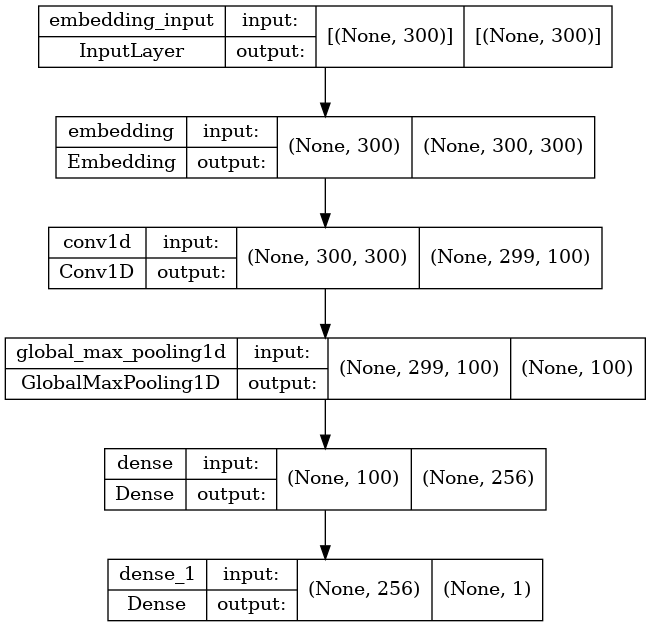 embedding_input input: [(None, 300)] [(None, 300)]
InputLayer output:
embedding input: (None, 300) (None, 300, 300)
Embedding output:
conv1d input: (None, 300, 300) (None, 299, 100)
Conv1D output:
global_max_pooling1d input: (None, 299, 100) (None, 100)
GlobalMaxPooling1D output:
dense input: (None, 100) (None, 256)
Dense output:
dense_1 input: (None, 256) (None, 1)
Dense output: